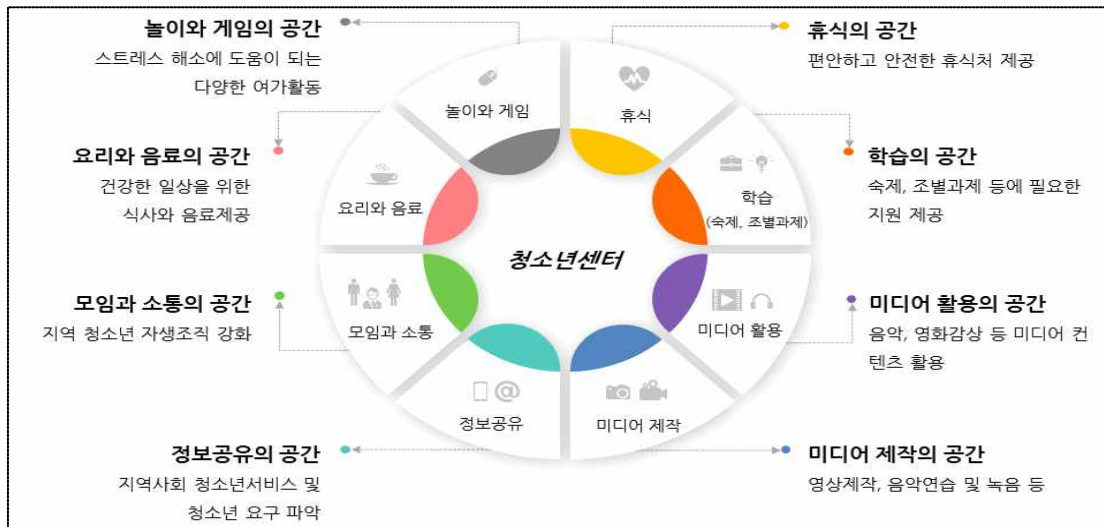 놀이와 게임의 공간
스트레스 해소에 도움이 되는
다양한 여가활동
휴식의 공간
편안하고 안전한 휴식처 제공
요리와 음료의 공간
건강한 일상을 위한
식사와 음료제공
학습의 공간
숙제, 조별과제 등에 필요한
지원 제공
모임과 소통의 공간
지역 청소년 자생조직 강화
미디어 활용의 공간
음악, 영화감상 등 미디어 컨
텐츠 활용
정보공유의 공간
지역사회 청소년서비스 및
청소년 요구 파악
미디어 제작의 공간
영상제작, 음악연습 및 녹음 등
놀이와 게임
휴식
요리와 음료
학습
(숙제, 조별과제)
청소년센터
모임과 소통
미디어 활용
@
정보공유
미디어 제작